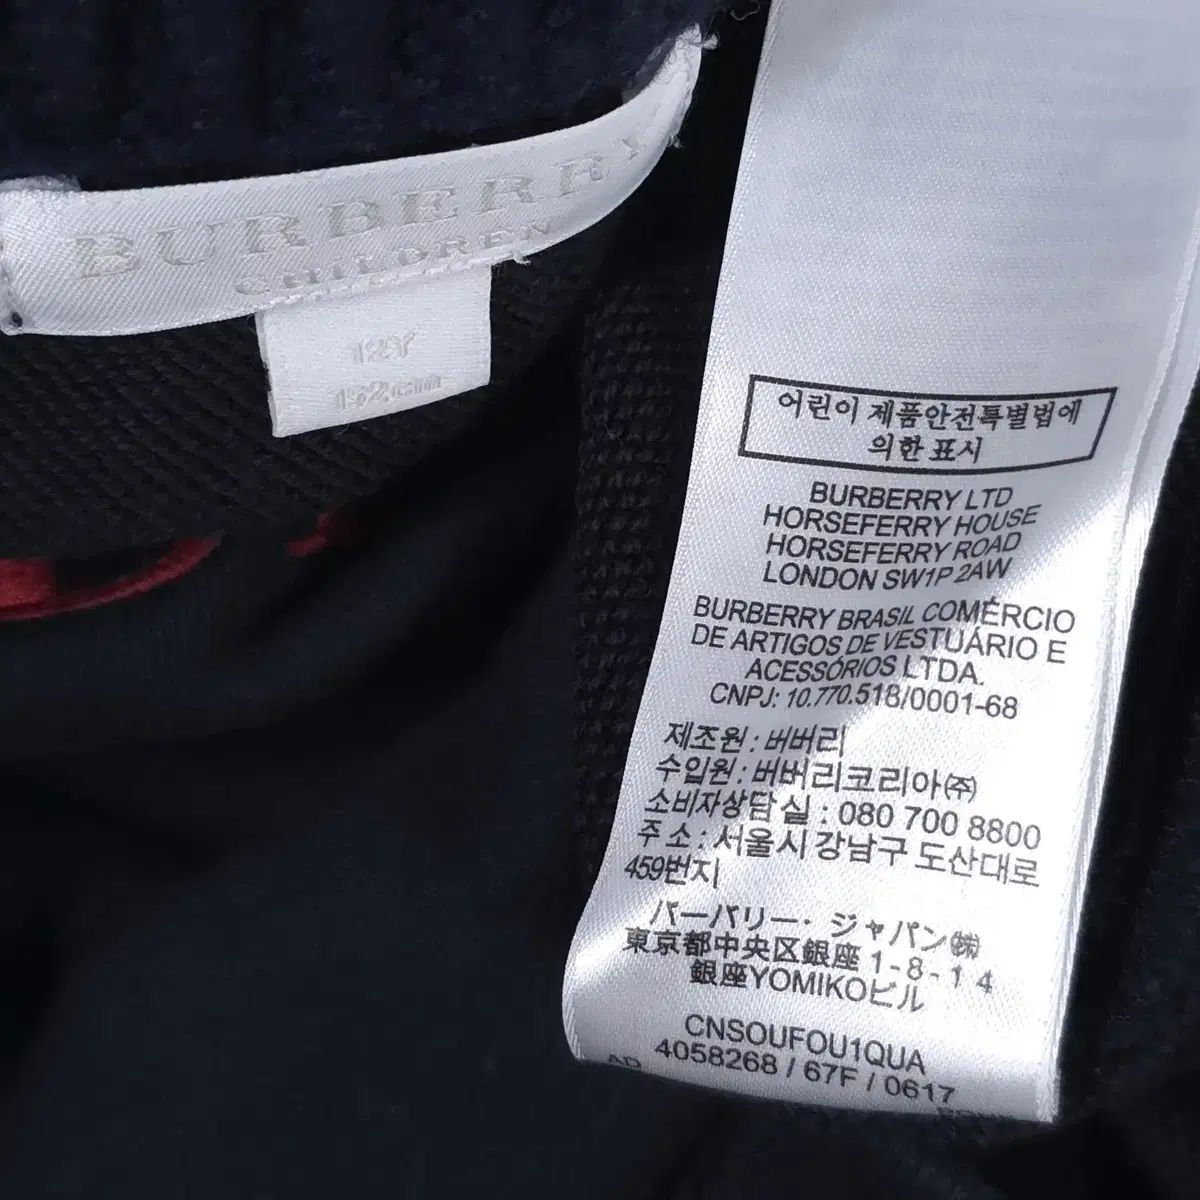 BURBERRY
CHILDREN
12Y
152cm
어린이 제품안전특별법에
의한 표시
BURBERRY LTD
HORSEFERRY HOUSE
HORSEFERRY ROAD
LONDON SW1P 2AW
BURBERRY BRASIL COMÉRCIO
DE ARTIGOS DE VESTUÁRIO E
ACESSÓRIOS LTDA.
CNPJ: 10.770.518/0001-68
제조원 : 버버리
수입원 : 버버리코리아㈜
소비자상담실 : 080 700 8800
주소 : 서울시 강남구 도산대로
459번지
バーバリー・ジャパン㈱
東京都中央区銀座 1-8-14
銀座YOMIKOビル
CNSOUFOU1QUA
4058268 / 67F / 0617